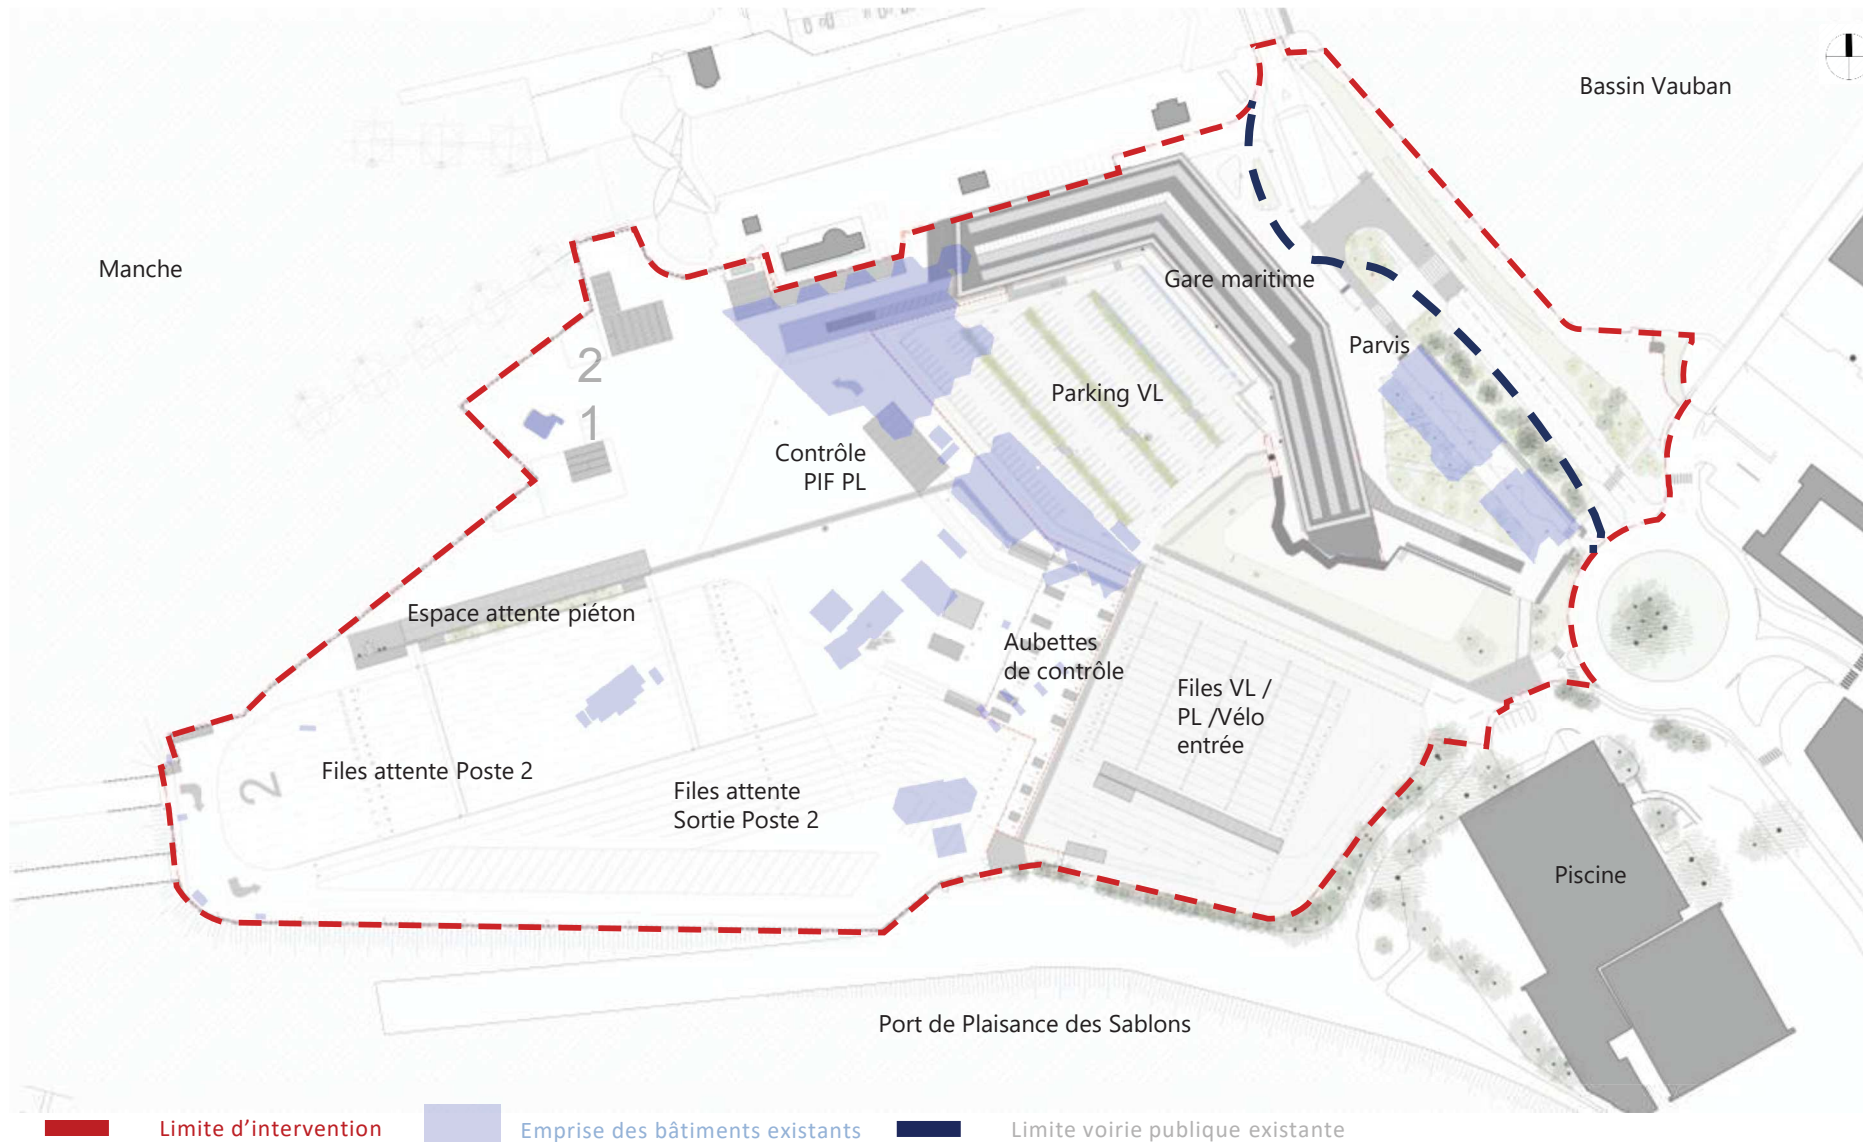 Bassin Vauban
Manche
Gare maritime
Parvis
2
Parking VL
1
Contrôle
PIF PL
Espace attente piéton
Aubettes
de contrôle
Files VL /
PL /Vélo
entrée
Files attente Poste 2
2
Files attente
Sortie Poste 2
Piscine
Port de Plaisance des Sablons
Limite d’intervention
Emprise des bâtiments existants
Limite voirie publique existante